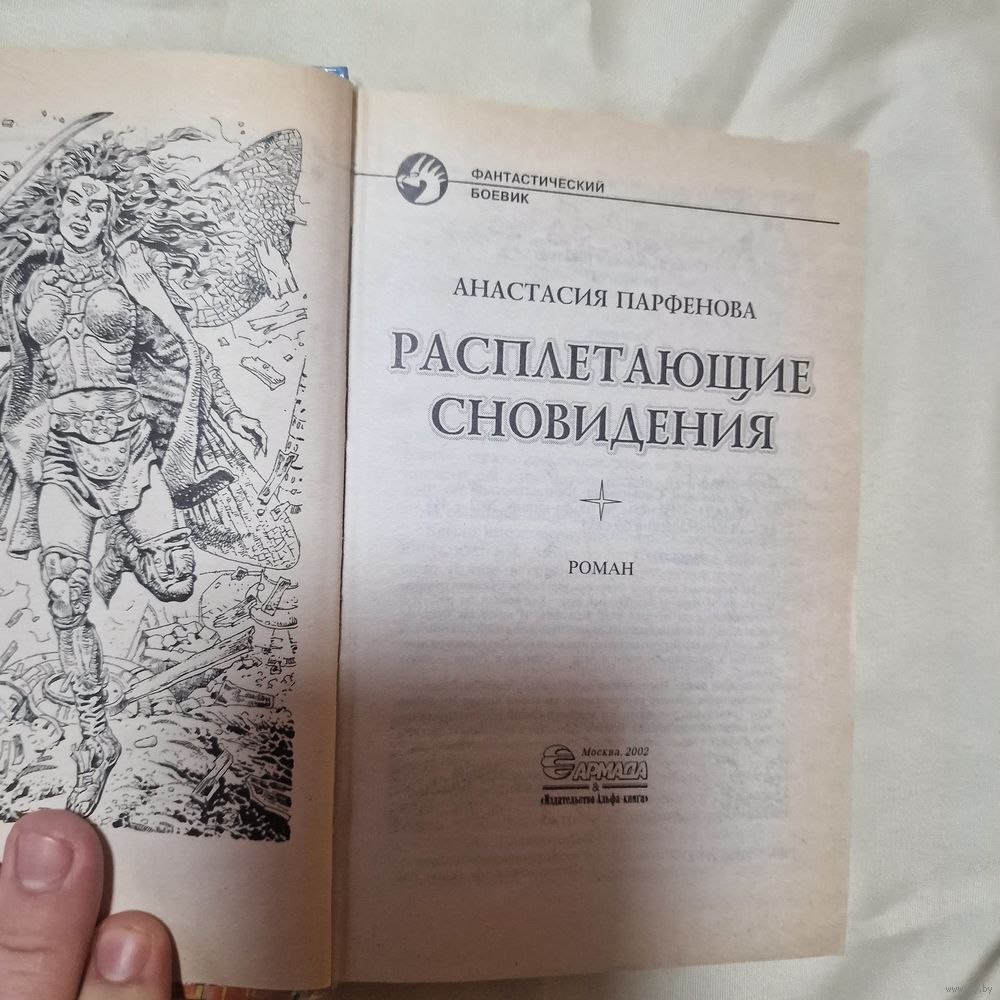 ФАНТАСТИЧЕСКИЙ
БОЕВИК
АНАСТАСИЯ ПАРФЕНОВА
РАСПЛЕТАЮЩИЕ
СНОВИДЕНИЯ
РОМАН
Москва, 2002
АРМАДА
&
«Издательство Альфа-книга»